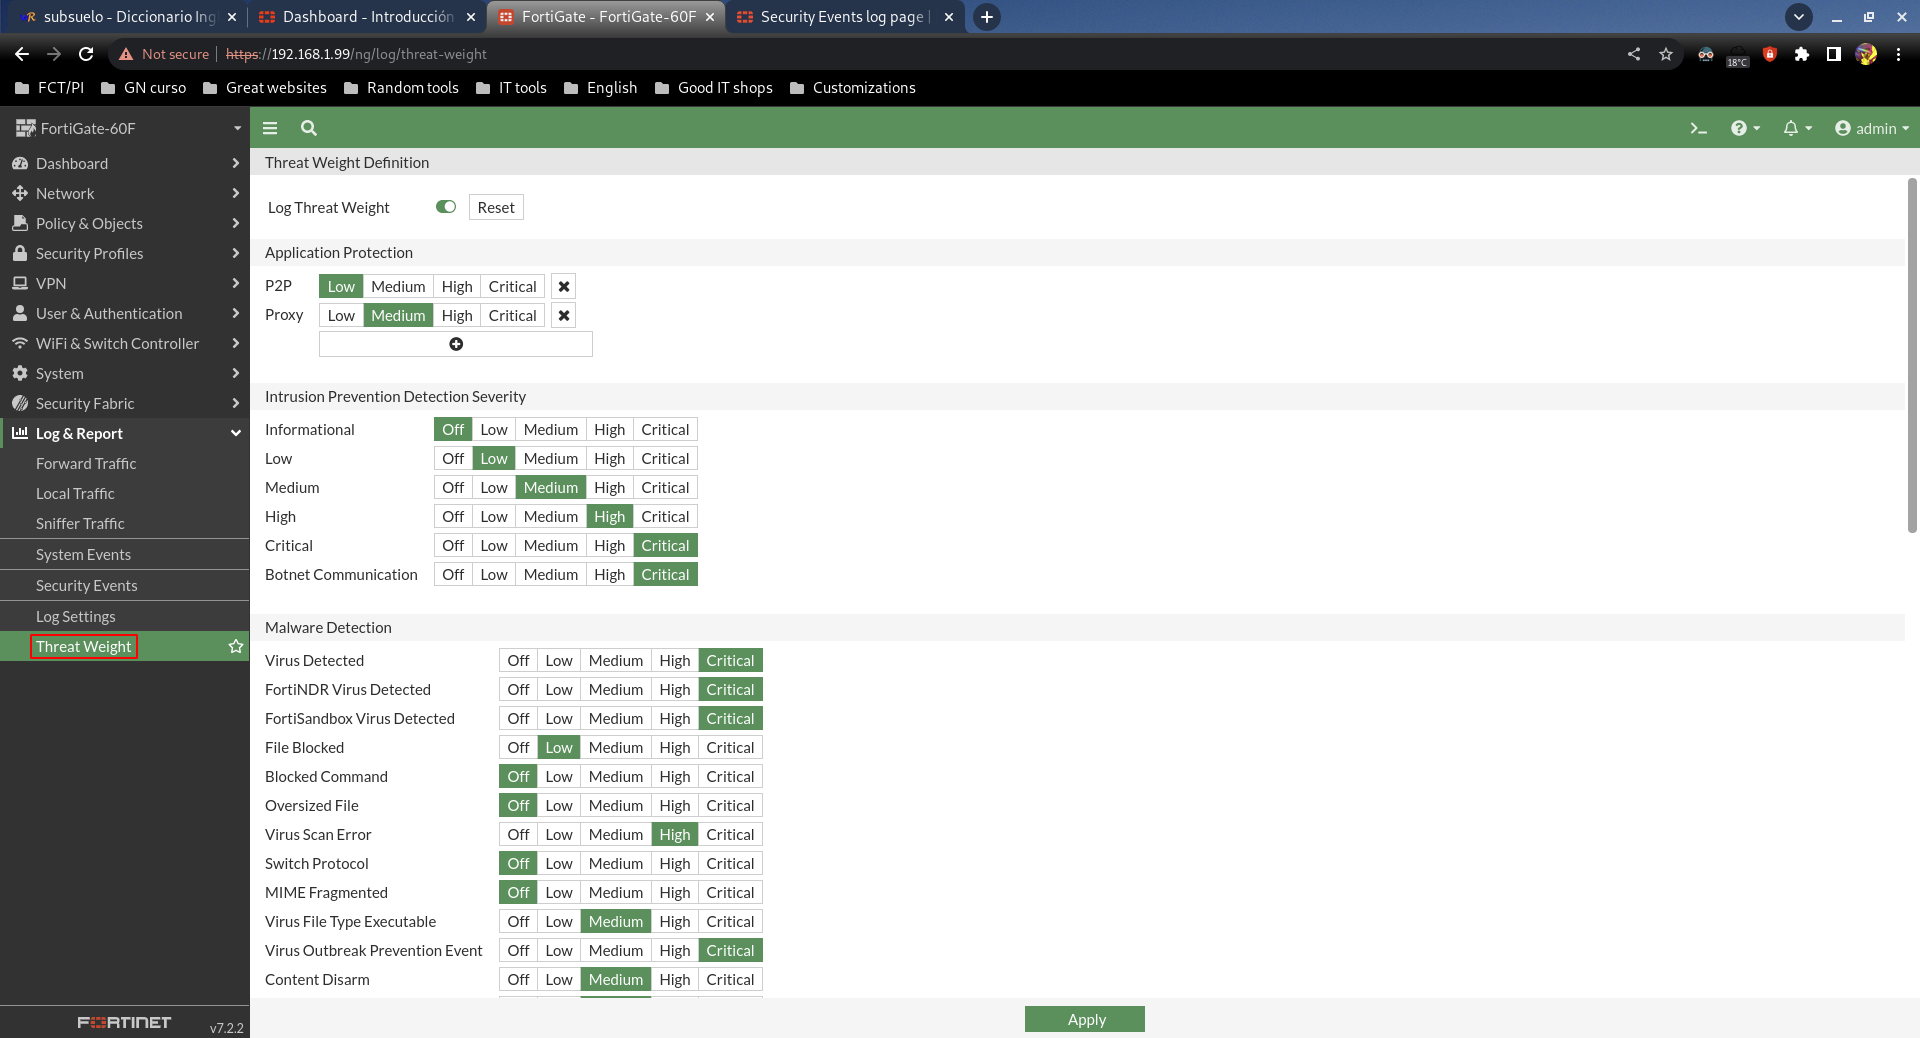 subsuelo - Diccionario Ing
Dashboard - Introducción
FortiGate - FortiGate-60F
Security Events log page |
Not secure | https://192.168.1.99/ng/log/threat-weight
18°C
FCT/PI GN curso Great websites Random tools IT tools English Good IT shops Customizations
FortiGate-60F
admin
Dashboard
Network
Policy & Objects
Security Profiles
VPN
User & Authentication
WiFi & Switch Controller
System
Security Fabric
Log & Report
Forward Traffic
Local Traffic
Sniffer Traffic
System Events
Security Events
Log Settings
Threat Weight
FORTINET v7.2.2
Threat Weight Definition
Log Threat Weight Reset
Application Protection
P2P Low Medium High Critical
Proxy Low Medium High Critical
Intrusion Prevention Detection Severity
Informational Off Low Medium High Critical
Low Off Low Medium High Critical
Medium Off Low Medium High Critical
High Off Low Medium High Critical
Critical Off Low Medium High Critical
Botnet Communication Off Low Medium High Critical
Malware Detection
Virus Detected Off Low Medium High Critical
FortiNDR Virus Detected Off Low Medium High Critical
FortiSandbox Virus Detected Off Low Medium High Critical
File Blocked Off Low Medium High Critical
Blocked Command Off Low Medium High Critical
Oversized File Off Low Medium High Critical
Virus Scan Error Off Low Medium High Critical
Switch Protocol Off Low Medium High Critical
MIME Fragmented Off Low Medium High Critical
Virus File Type Executable Off Low Medium High Critical
Virus Outbreak Prevention Event Off Low Medium High Critical
Content Disarm Off Low Medium High Critical
Apply